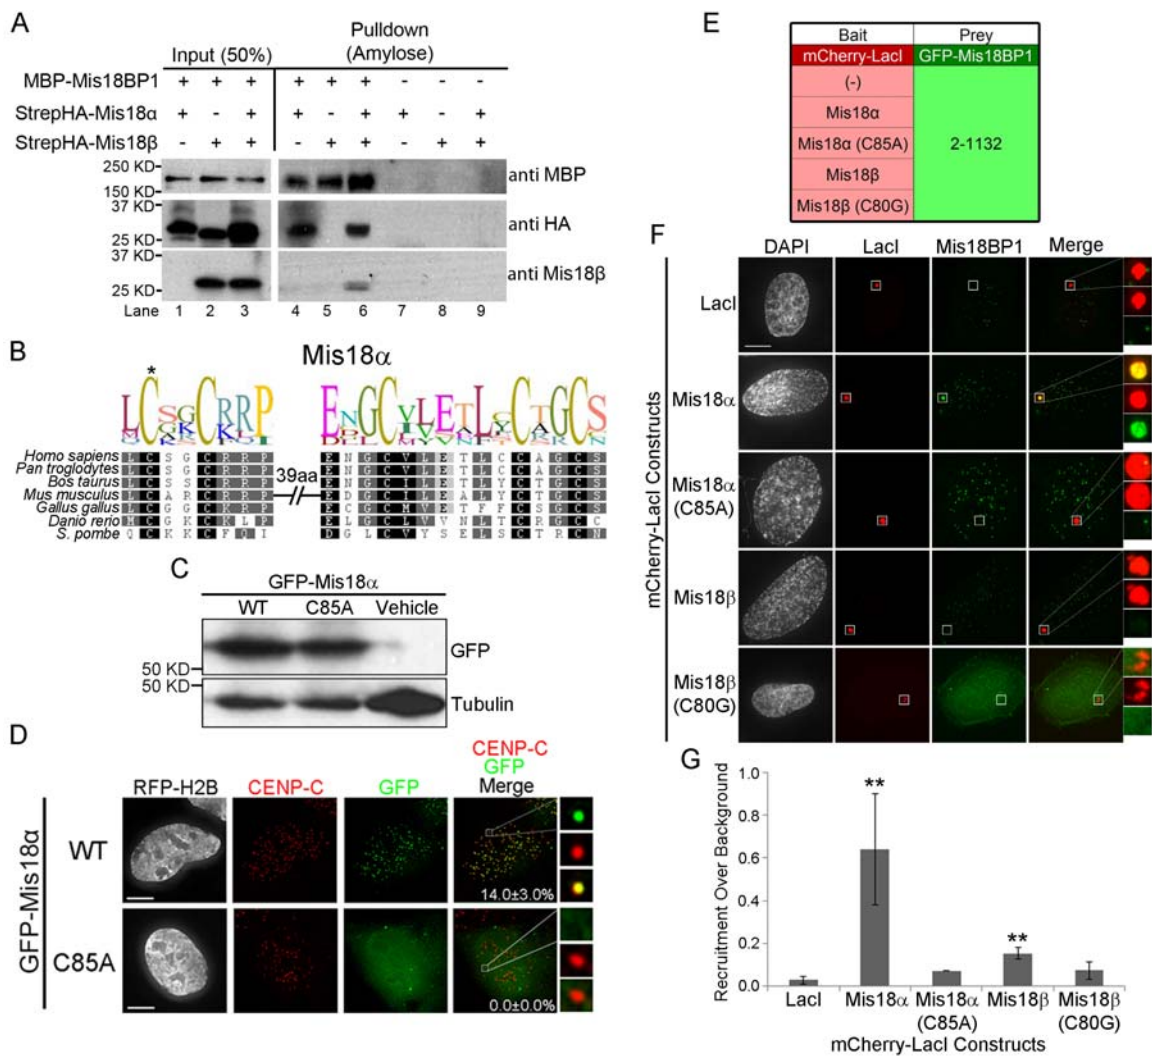 A
Input (50%)
Pulldown
(Amylose)
MBP-Mis18BP1 + + + + + + - - -
StrepHA-Mis18α + - + + - + + - +
StrepHA-Mis18β - + + - + + - + +
250 KD
150 KD
anti MBP
37 KD
25 KD
anti HA
37 KD
25 KD
anti Mis18β
Lane 1 2 3 4 5 6 7 8 9
B
Mis18α
*
Homo sapiens L C S G C R R P E N G C V L E T L C C A G C S
Pan troglodytes
Bos taurus
Mus musculus
Gallus gallus
Danio rerio
S. pombe
39aa
C
GFP-Mis18α
WT C85A Vehicle
50 KD
GFP
50 KD
Tubulin
D
CENP-C
GFP
RFP-H2B CENP-C GFP Merge
GFP-Mis18α
WT
14.0±3.0%
C85A
0.0±0.0%
E
Bait Prey
mCherry-LacI GFP-Mis18BP1
(-)
Mis18α
Mis18α (C85A) 2-1132
Mis18β
Mis18β (C80G)
F
DAPI LacI Mis18BP1 Merge
mCherry-LacI Constructs
LacI
Mis18α
Mis18α
(C85A)
Mis18β
Mis18β
(C80G)
G
Recruitment Over Background
1.0
0.8
0.6
0.4
0.2
0.0
**
**
LacI Mis18α Mis18α Mis18β Mis18β
(C85A) (C80G)
mCherry-LacI Constructs